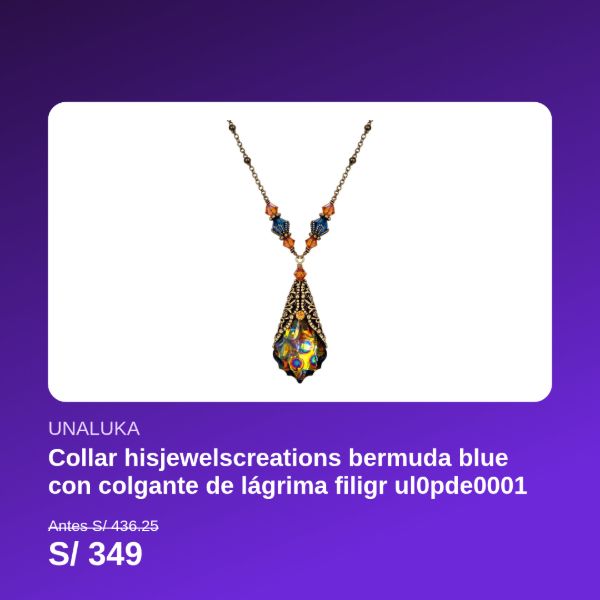 UNALUKA
Collar hisjewelscreations bermuda blue
con colgante de lágrima filigr ul0pde0001
Antes S/ 436.25
S/ 349